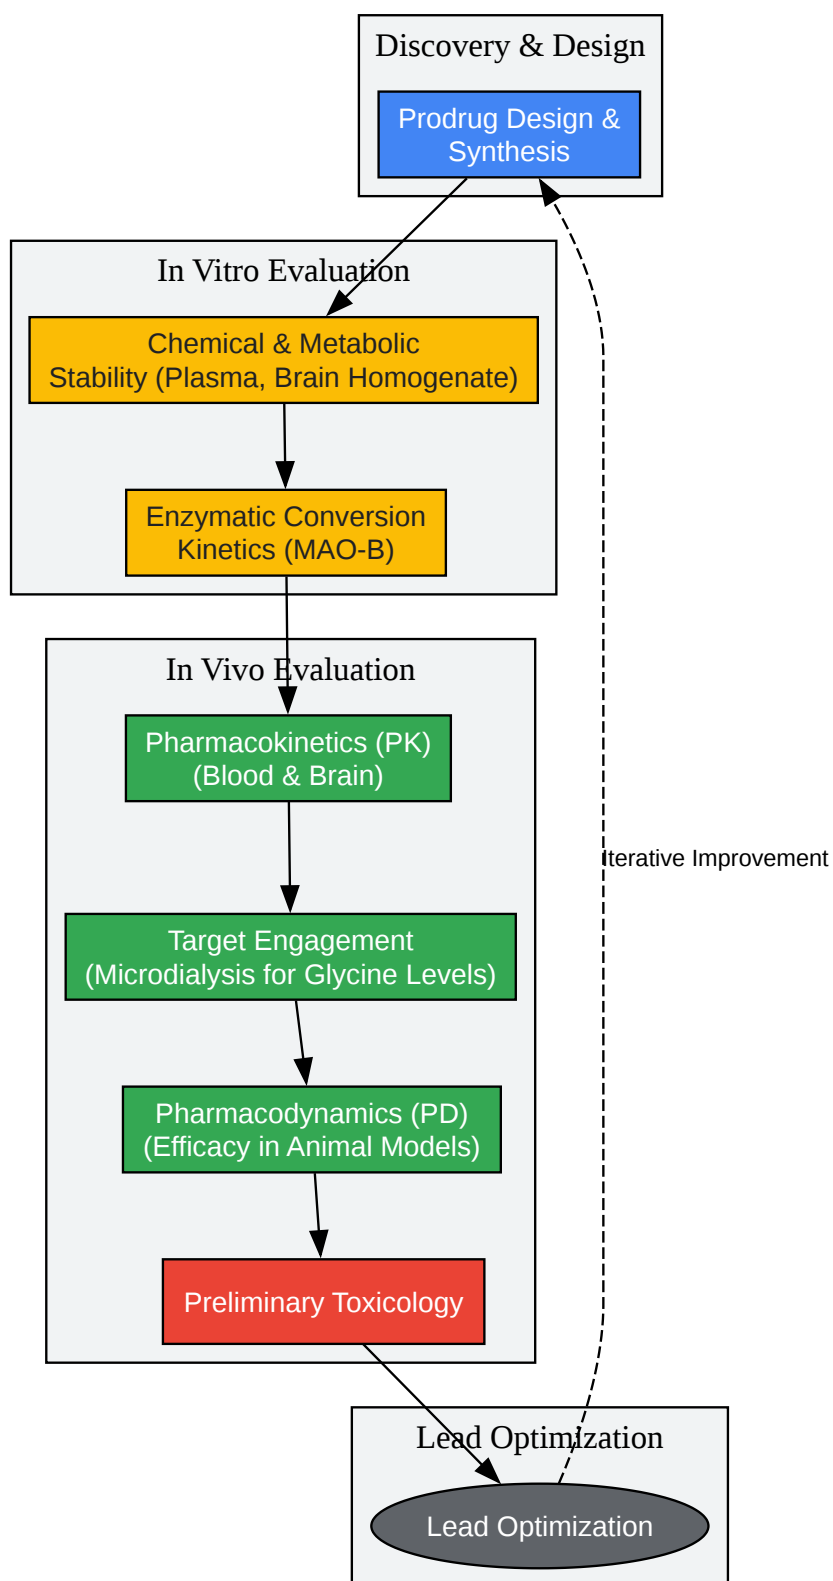 Discovery & Design
Prodrug Design &
Synthesis
In Vitro Evaluation
Chemical & Metabolic
Stability (Plasma, Brain Homogenate)
Enzymatic Conversion
Kinetics (MAO-B)
In Vivo Evaluation
Pharmacokinetics (PK)
(Blood & Brain)
Iterative Improvement
Target Engagement
(Microdialysis for Glycine Levels)
Pharmacodynamics (PD)
(Efficacy in Animal Models)
Preliminary Toxicology
Lead Optimization
Lead Optimization